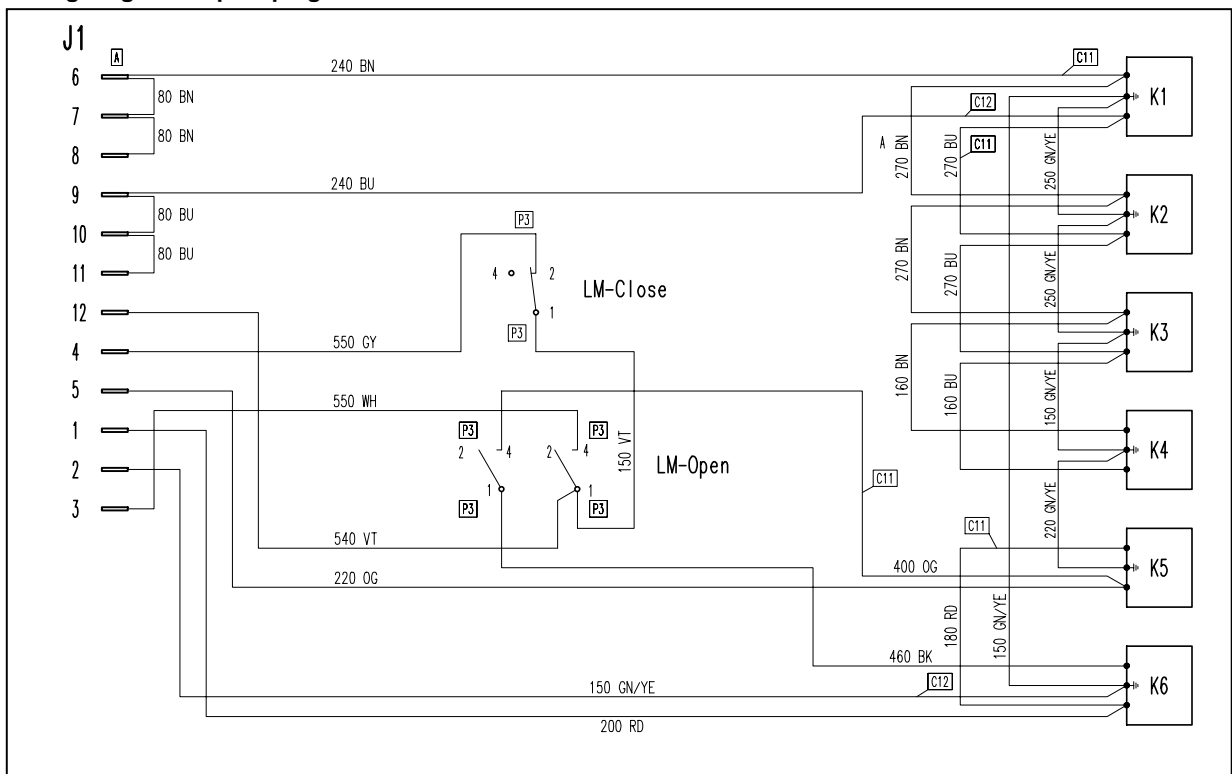 J1
A
6
240 BN
C11
80 BN
7
80 BN
8
9
240 BU
C12
80 BU
10
80 BU
11
12
4
550 GY
5
550 WH
1
2
3
P3
4
2
LM-Close
1
P3
P3
P3
2
4
2
4
150 VT
LM-Open
1
1
P3
P3
540 VT
220 OG
C11
400 OG
460 BK
150 GN/YE
C12
200 RD
A
270 BN
270 BU
C11
250 GN/YE
K1
270 BN
270 BU
250 GN/YE
K2
160 BN
160 BU
150 GN/YE
K3
220 GN/YE
K4
C11
180 RD
150 GN/YE
K5
K6